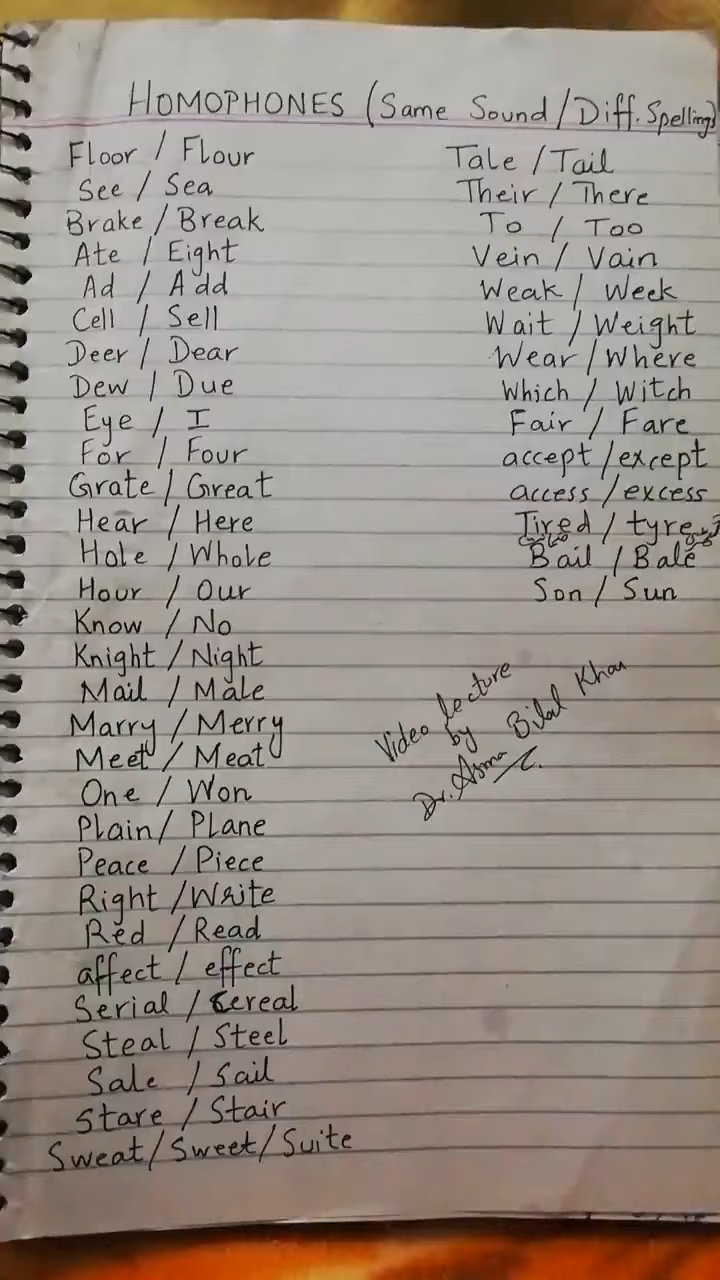 HOMOPHONES (Same Sound/Diff. Spelling)
Floor / Flour
See / Sea
Brake / Break
Ate / Eight
Ad / Add
Cell / Sell
Deer / Dear
Dew / Due
Eye / I
For / Four
Grate / Great
Hear / Here
Hole / Whole
Hour / Our
Know / No
Knight / Night
Mail / Male
Marry / Merry
Meet / Meat
One / Won
Plain / Plane
Peace / Piece
Right / Write
Red / Read
affect / effect
Serial / Cereal
Steal / Steel
Sale / Sail
Stare / Stair
Sweat/Sweet/Suite
Tale / Tail
Their / There
To / Too
Vein / Vain
Weak / Week
Wait / Weight
Wear / Where
Which / Witch
Fair / Fare
accept / except
access / excess
Tired / tyre
Bail / Bale
Son / Sun
Video lecture
by
Dr. Asma Bilal Khan